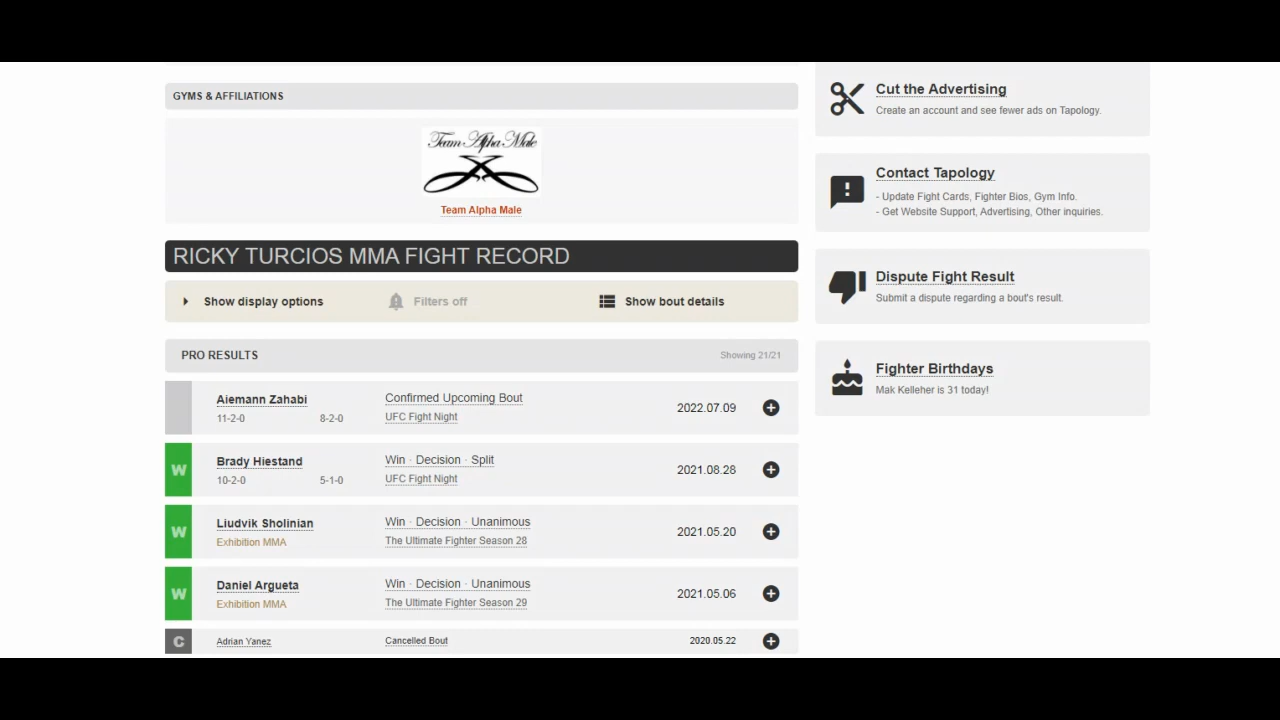 GYMS & AFFILIATIONS
Team Alpha Male
Team Alpha Male
RICKY TURCIOS MMA FIGHT RECORD
Show display options
Filters off
Show bout details
PRO RESULTS
Showing 21/21
Aiemann Zahabi
Confirmed Upcoming Bout
2022.07.09
11-2-0
8-2-0
UFC Fight Night
W
Brady Hiestand
Win · Decision · Split
2021.08.28
10-2-0
5-1-0
UFC Fight Night
W
Liudvik Sholinian
Win · Decision · Unanimous
2021.05.20
Exhibition MMA
The Ultimate Fighter Season 28
W
Daniel Argueta
Win · Decision · Unanimous
2021.05.06
Exhibition MMA
The Ultimate Fighter Season 29
C
Adrian Yanez
Cancelled Bout
2020.05.22
Cut the Advertising
Create an account and see fewer ads on Tapology.
Contact Tapology
- Update Fight Cards, Fighter Bios, Gym Info.
- Get Website Support, Advertising, Other inquiries.
Dispute Fight Result
Submit a dispute regarding a bout's result.
Fighter Birthdays
Mak Kelleher is 31 today!